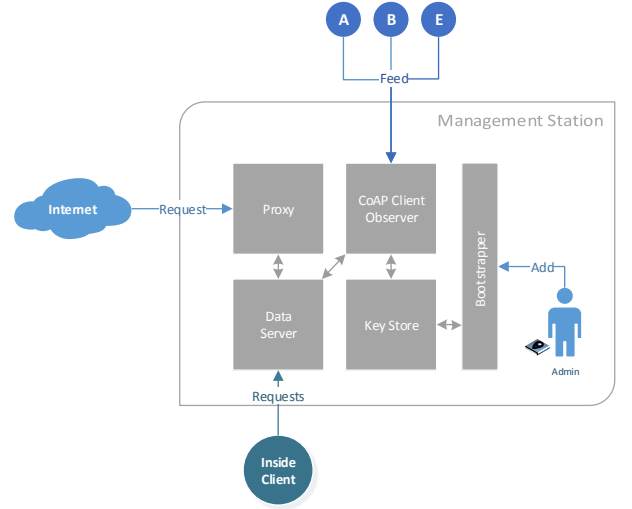 A B E
Feed
Management Station
Internet
Request
Proxy
CoAP Client
Observer
Bootstrapper
Add
Data
Server
Key Store
Admin
Requests
Inside
Client